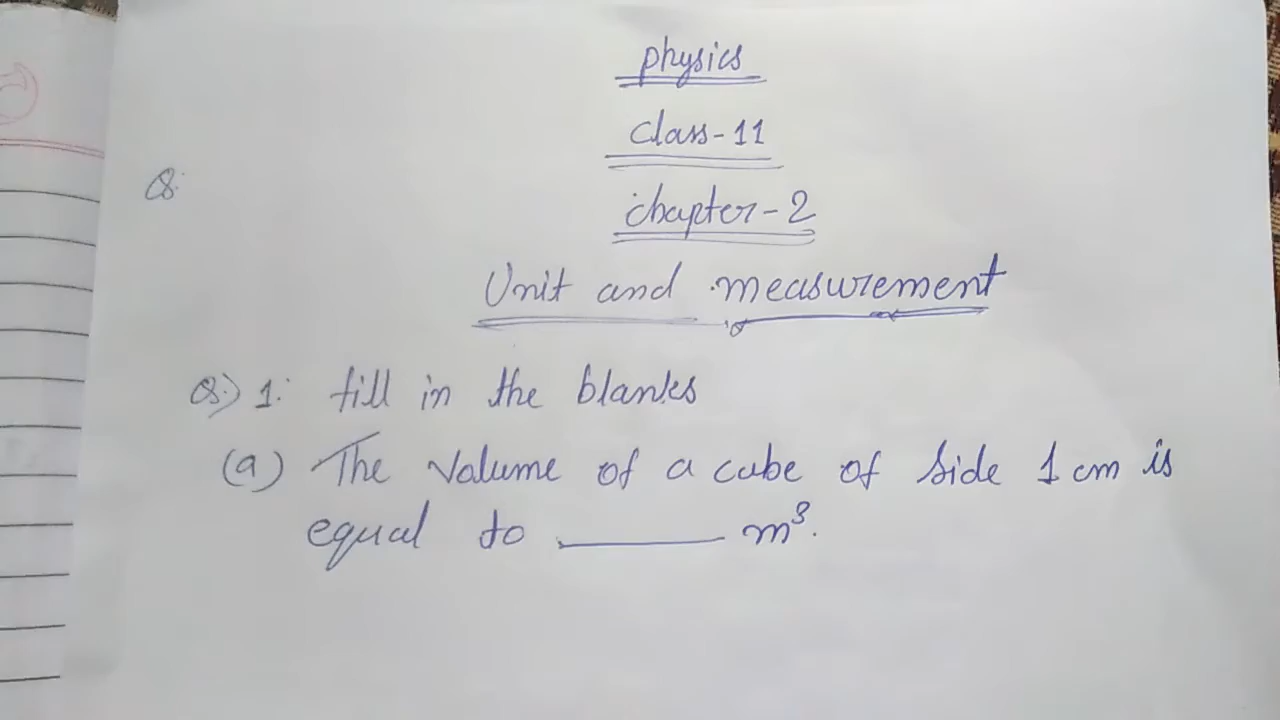 physics
Class-11
Q.
chapter-2
Unit and measurement
Q.) 1: fill in the blanks
(a) The Volume of a cube of side 1 cm is
equal to ______ m³.